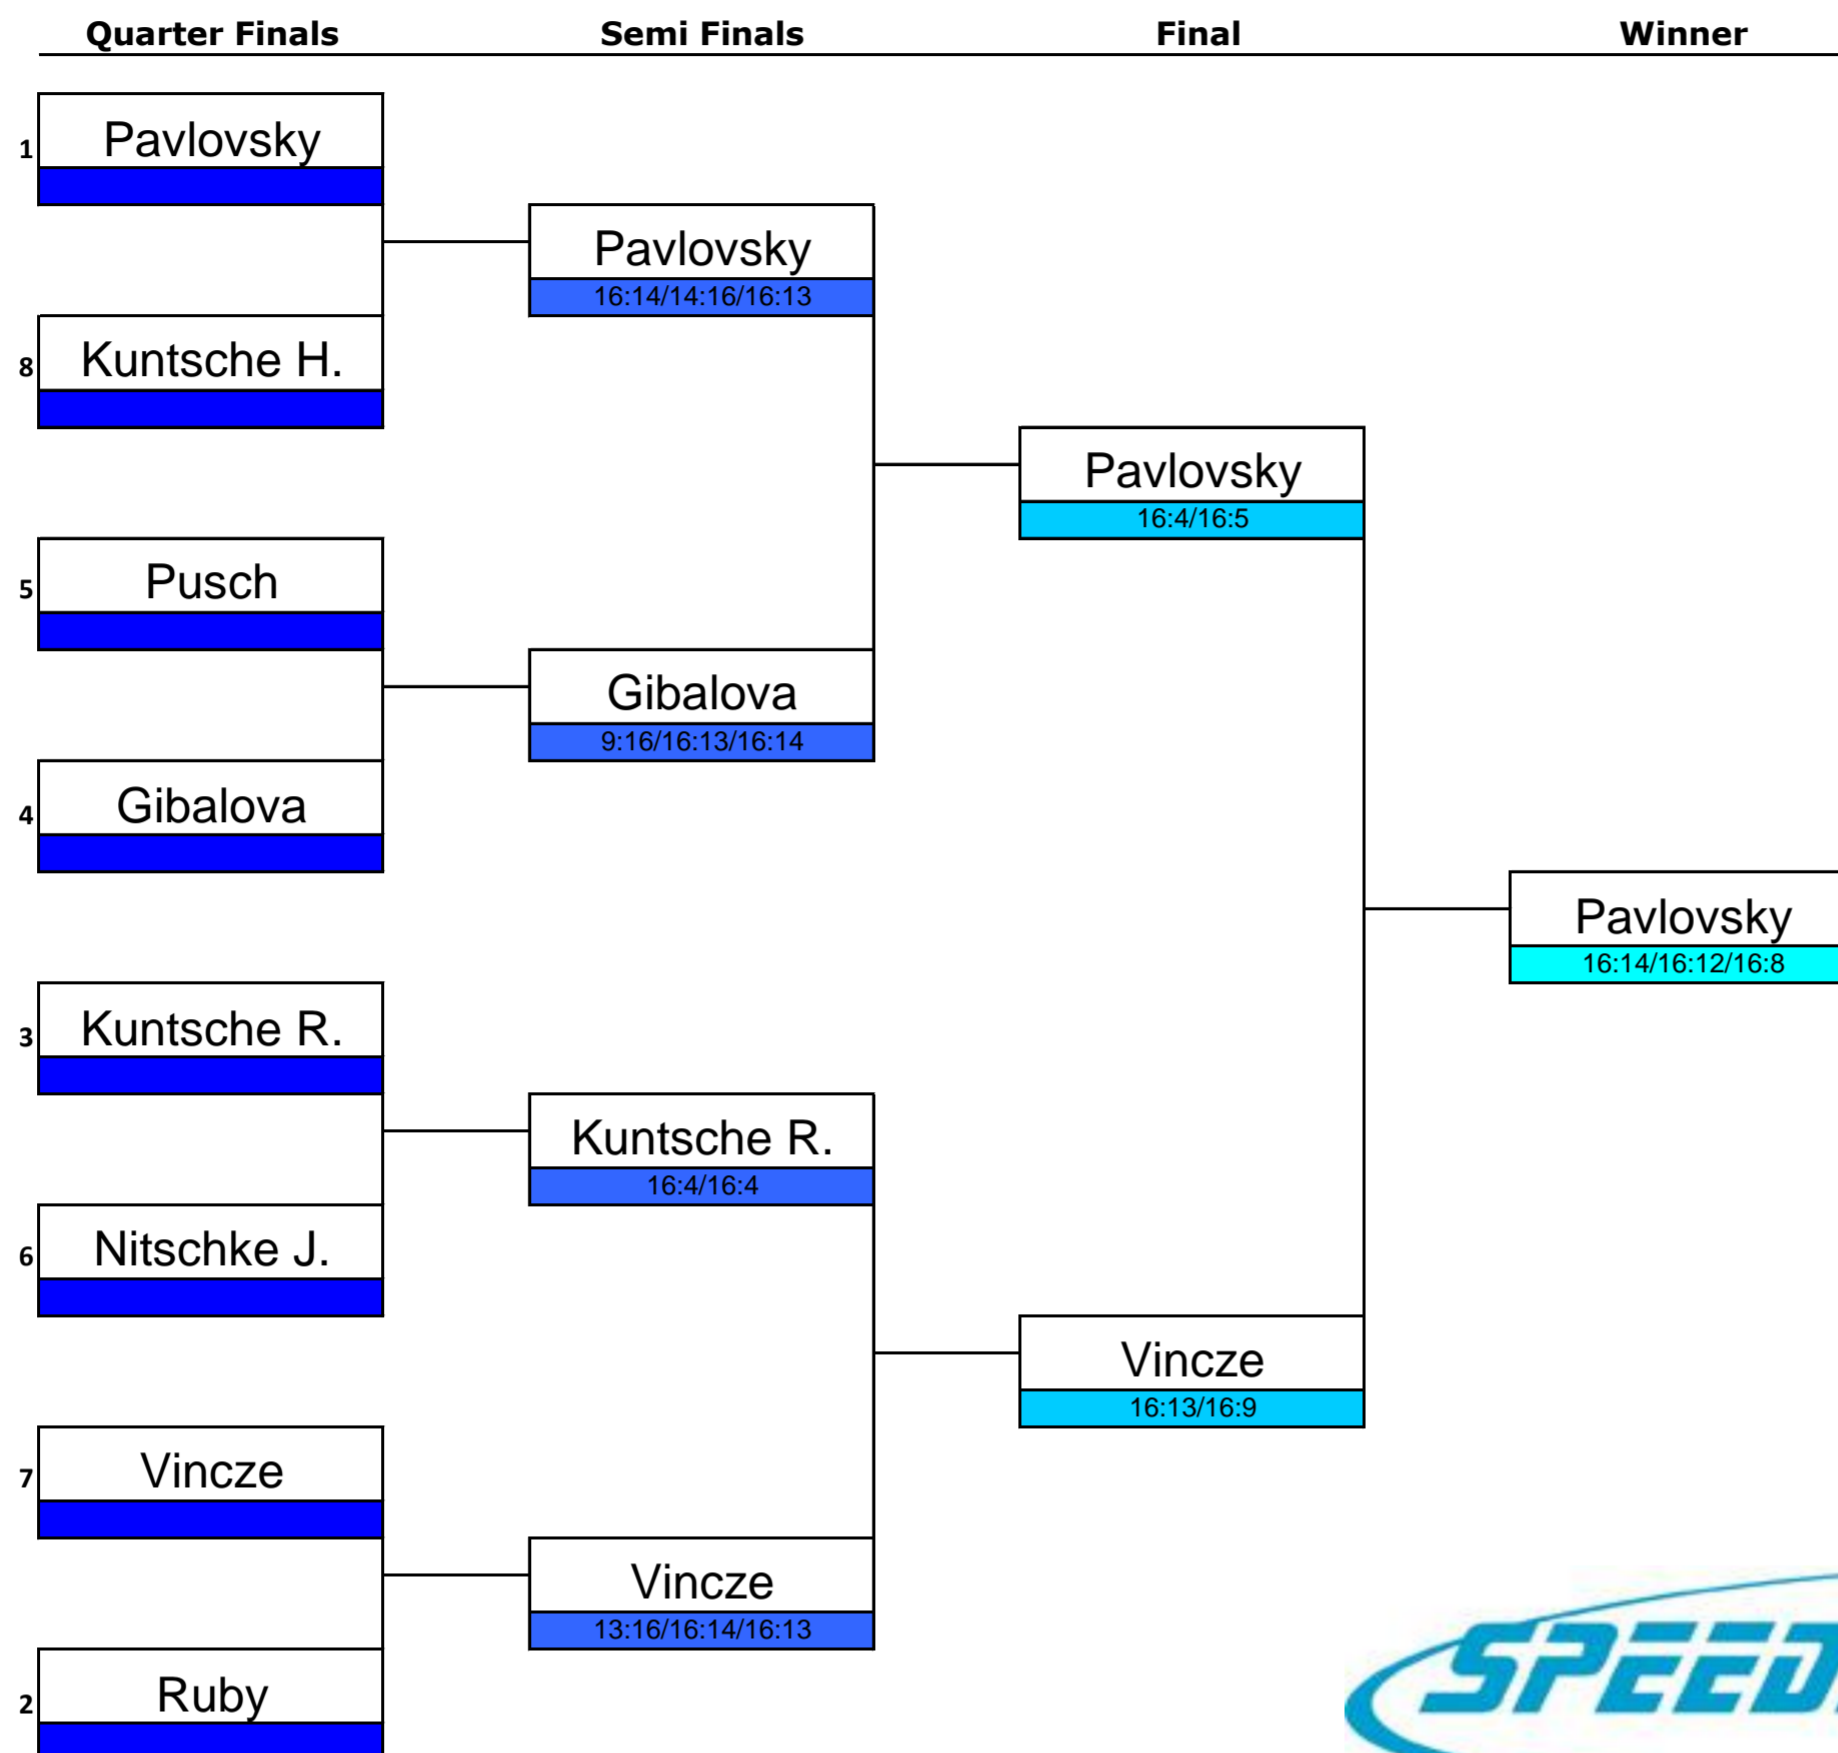 Quarter Finals Semi Finals Final Winner
1 Pavlovsky
Pavlovsky
16:14/14:16/16:13
8 Kuntsche H.
Pavlovsky
16:4/16:5
5 Pusch
Gibalova
9:16/16:13/16:14
4 Gibalova
Pavlovsky
16:14/16:12/16:8
3 Kuntsche R.
Kuntsche R.
16:4/16:4
6 Nitschke J.
Vincze
16:13/16:9
7 Vincze
Vincze
13:16/16:14/16:13
2 Ruby
SPEED